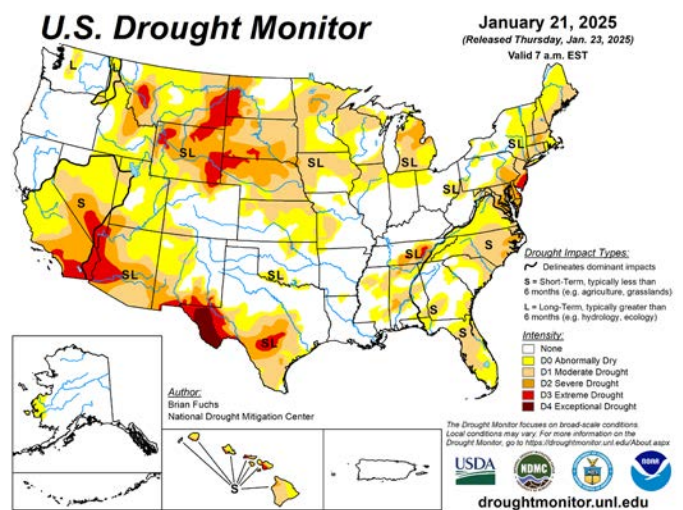 U.S. Drought Monitor
January 21, 2025
(Released Thursday, Jan. 23, 2025)
Valid 7 a.m. EST
L
SL
SL
SL
SL
SL
S
SL
SL
SL
S
S
S
SL
S
Drought Impact Types:
Delineates dominant impacts
S = Short-Term, typically less than
6 months (e.g. agriculture, grasslands)
L = Long-Term, typically greater than
6 months (e.g. hydrology, ecology)
Intensity:
None
D0 Abnormally Dry
D1 Moderate Drought
D2 Severe Drought
D3 Extreme Drought
D4 Exceptional Drought
Author:
Brian Fuchs
National Drought Mitigation Center
The Drought Monitor focuses on broad-scale conditions.
Local conditions may vary. For more information on the
Drought Monitor, go to https://droughtmonitor.unl.edu/About.aspx
USDA
NDMC
NOAA
droughtmonitor.unl.edu